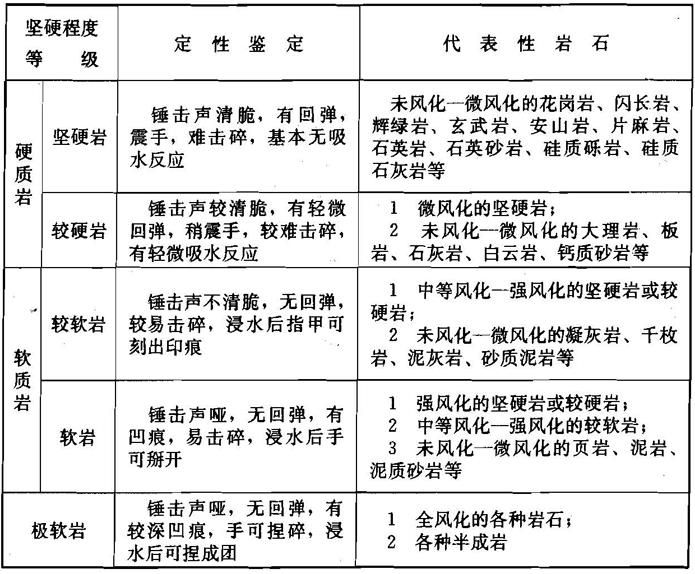 坚硬程度
等级
定性鉴定
代表性岩石
硬质岩
坚硬岩
锤击声清脆，有回弹，
震手，难击碎，基本无吸
水反应
未风化—微风化的花岗岩、闪长岩、
辉绿岩、玄武岩、安山岩、片麻岩、
石英岩、石英砂岩、硅质砾岩、硅质
石灰岩等
较硬岩
锤击声较清脆，有轻微
回弹，稍震手，较难击碎，
有轻微吸水反应
1 微风化的坚硬岩；
2 未风化—微风化的大理岩、板
岩、石灰岩、白云岩、钙质砂岩等
软质岩
较软岩
锤击声不清脆，无回弹，
较易击碎，浸水后指甲可
刻出印痕
1 中等风化—强风化的坚硬岩或较
硬岩；
2 未风化—微风化的凝灰岩、千枚
岩、泥灰岩、砂质泥岩等
软岩
锤击声哑，无回弹，有
凹痕，易击碎，浸水后手
可掰开
1 强风化的坚硬岩或较硬岩；
2 中等风化—强风化的较软岩；
3 未风化—微风化的页岩、泥岩、
泥质砂岩等
极软岩
锤击声哑，无回弹，有
较深凹痕，手可捏碎，浸
水后可捏成团
1 全风化的各种岩石；
2 各种半成岩